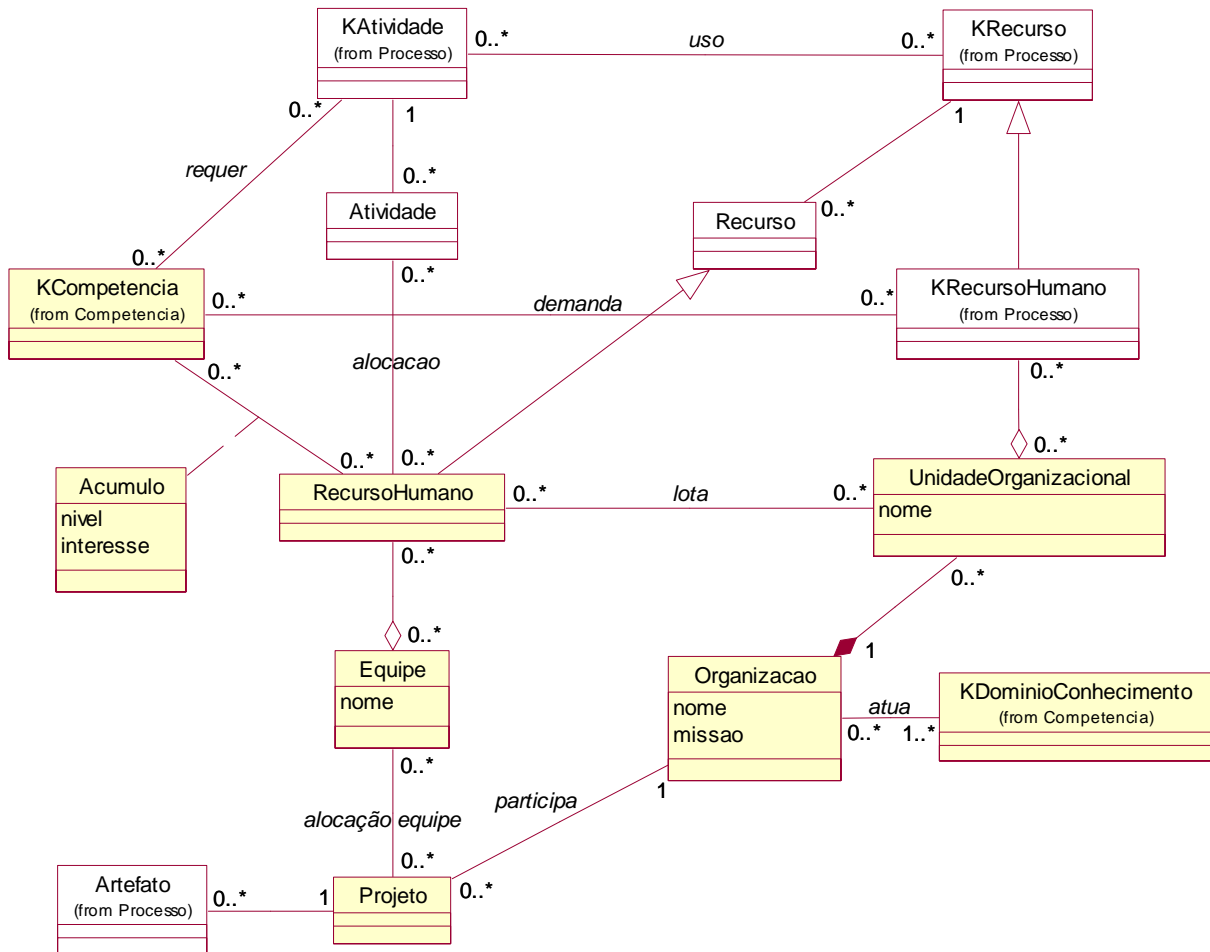 KAtividade
(from Processo)
0..*
uso
0..*
KRecurso
(from Processo)
0..*
1
1
requer
0..*
Atividade
Recurso
0..*
0..*
0..*
KCompetencia
(from Competencia)
0..*
demanda
0..*
KRecursoHumano
(from Processo)
0..*
alocacao
0..*
0..*
0..*
0..*
Acumulo
nivel
interesse
RecursoHumano
0..*
lota
0..*
UnidadeOrganizacional
nome
0..*
0..*
0..*
1
Equipe
nome
Organizacao
nome
missao
atua
0..*
1..*
KDominioConhecimento
(from Competencia)
0..*
1
participa
alocação equipe
0..*
0..*
Artefato
(from Processo)
0..*
1
Projeto